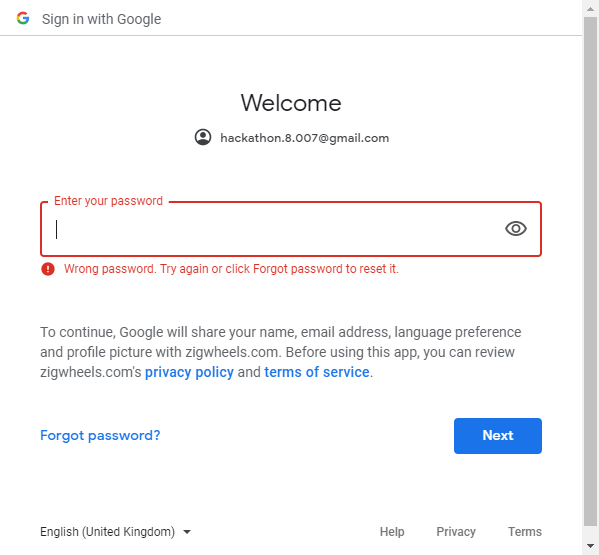 Sign in with Google
Welcome
hackathon.8.007@gmail.com
Enter your password
Wrong password. Try again or click Forgot password to reset it.
To continue, Google will share your name, email address, language preference
and profile picture with zigwheels.com. Before using this app, you can review
zigwheels.com's privacy policy and terms of service.
Forgot password?
Next
English (United Kingdom)
Help
Privacy
Terms